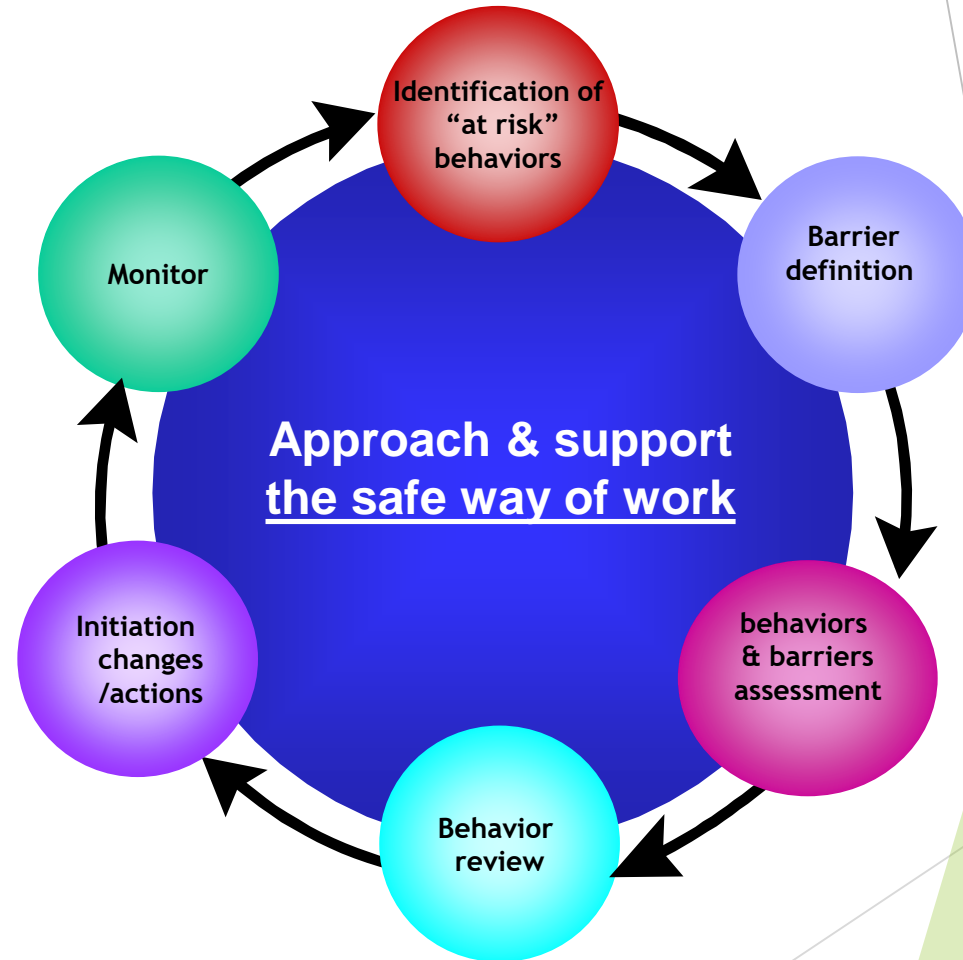 Identification of
“at risk”
behaviors
Barrier
definition
behaviors
& barriers
assessment
Behavior
review
Initiation
changes
/actions
Monitor
Approach & support
the safe way of work